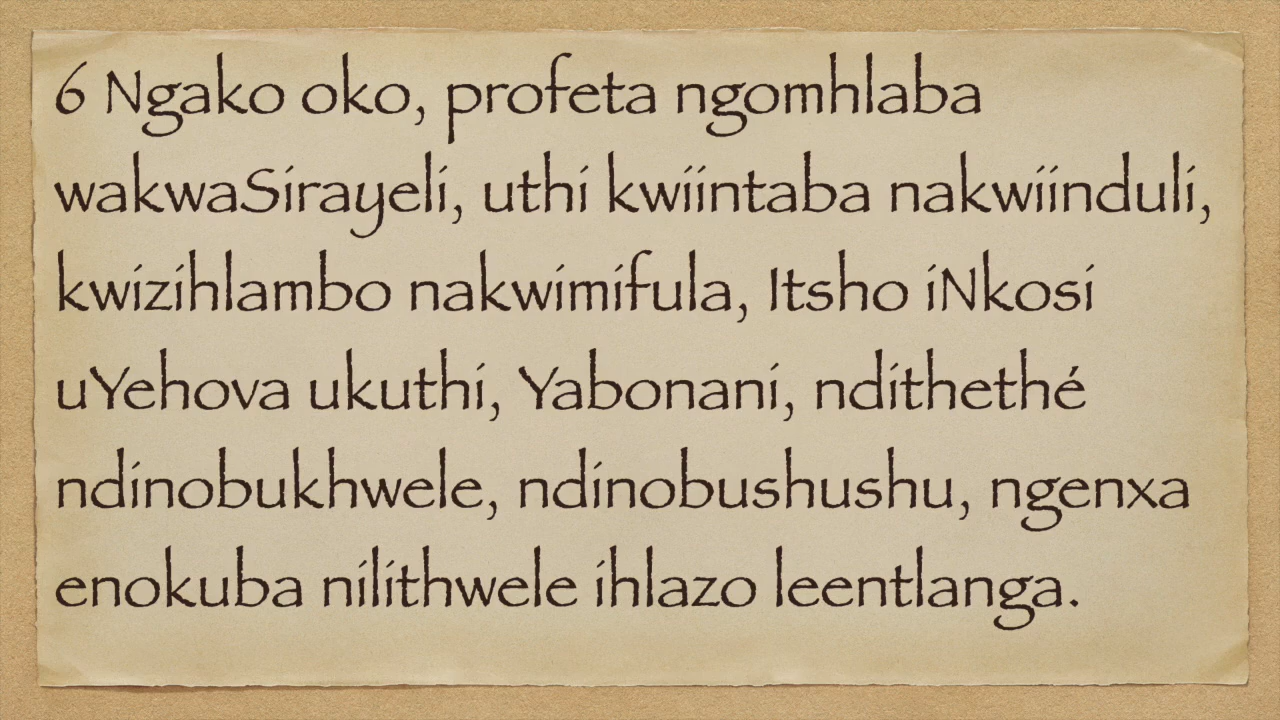 6 Ngako oko, profeta ngomhlaba
wakwaSirayeli, uthi kwiintaba nakwiinduli,
kwizihlambo nakwimifula, Itsho iNkosi
uYehova ukuthi, Yabonani, ndithethé
ndinobukhwele, ndinobushushu, ngenxa
enokuba nilithwele ihlazo leentlanga.